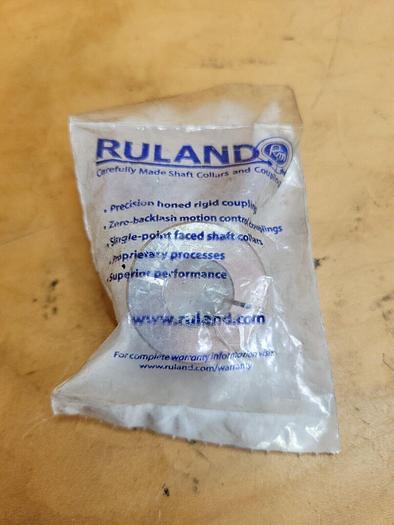 RULAND
Carefully Made Shaft Collars and Couplings
• Precision honed rigid couplings
• Zero-backlash motion control couplings
• Single-point faced shaft collars
• Proprietary processes
• Superior performance
www.ruland.com
For complete warranty information visit:
www.ruland.com/warranty